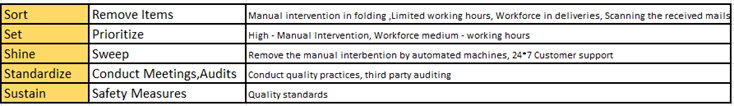 Sort Remove Items Manual intervention in folding ,Limited working hours, Workforce in deliveries, Scanning the received mails
Set Prioritize High - Manual Intervention, Workforce medium - working hours
Shine Sweep Remove the manual interbention by automated machines, 24*7 Customer support
Standardize Conduct Meetings,Audits Conduct quality practices, third party auditing
Sustain Safety Measures Quality standards